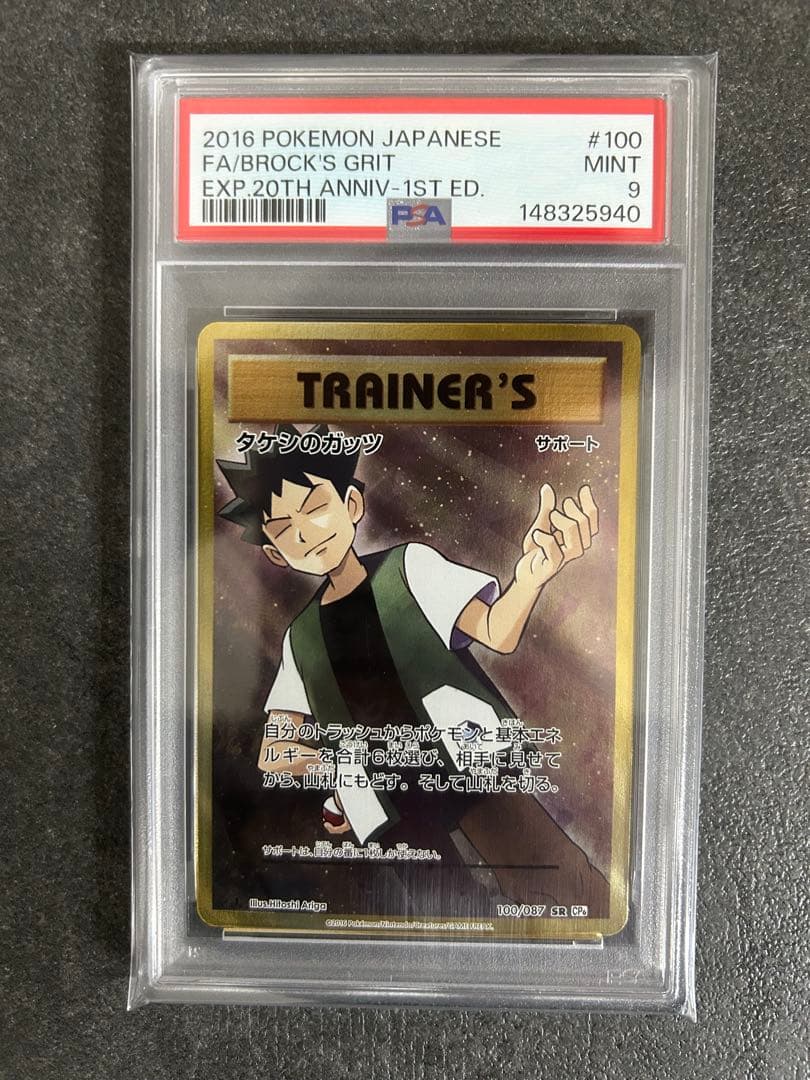 2016 POKEMON JAPANESE #100
FA/BROCK'S GRIT MINT
EXP.20TH ANNIV-1ST ED. 9
PSA 148325940
TRAINER'S
タケシのガッツ サポート
自分のトラッシュからポケモンと基本エネ
ルギーを合計6枚選び、相手に見せて
から、山札にもどす。そして山札を切る。
サポートは、自分の番に1枚しか使えない。
Illus.Hitoshi Ariga 100/087 SR CP6
©2016 Pokémon/Nintendo/Creatures/GAME FREAK.